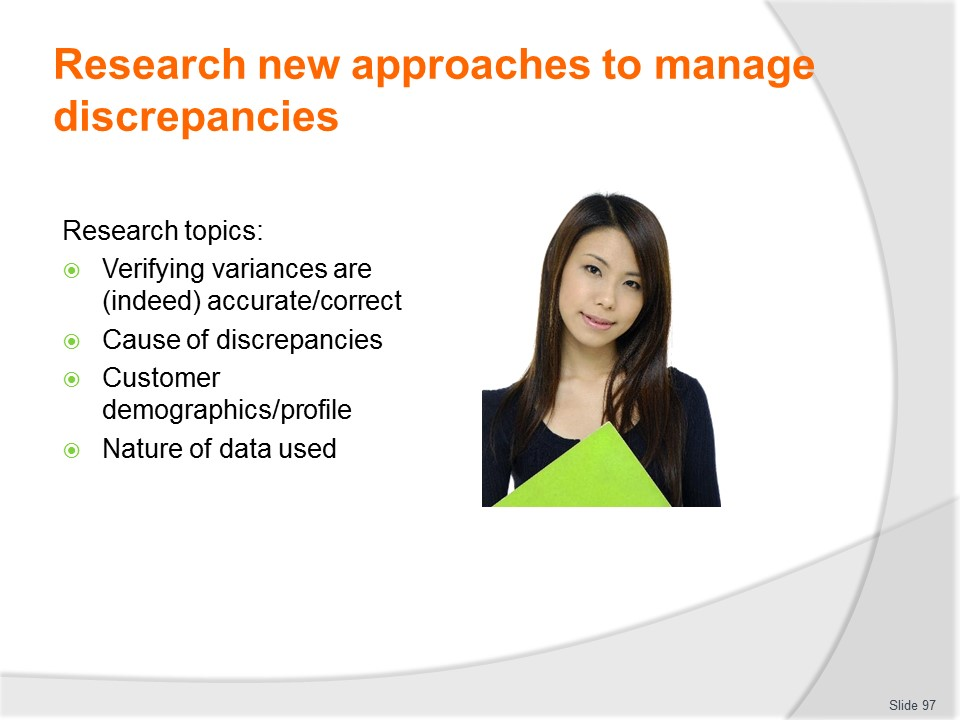 Research new approaches to manage
discrepancies
Research topics:
Verifying variances are
(indeed) accurate/correct
Cause of discrepancies
Customer
demographics/profile
Nature of data used
Slide 97